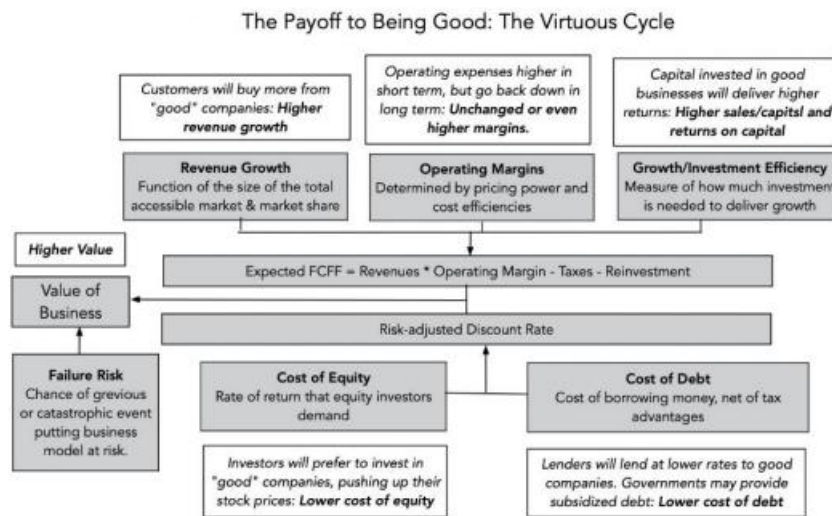 The Payoff to Being Good: The Virtuous Cycle
Customers will buy more from
"good" companies: Higher
revenue growth
Operating expenses higher in
short term, but go back down in
long term: Unchanged or even
higher margins.
Capital invested in good
businesses will deliver higher
returns: Higher sales/capitsl and
returns on capital
Revenue Growth
Function of the size of the total
accessible market & market share
Operating Margins
Determined by pricing power and
cost efficiencies
Growth/Investment Efficiency
Measure of how much investment
is needed to deliver growth
Higher Value
Expected FCFF = Revenues * Operating Margin - Taxes - Reinvestment
Value of
Business
Risk-adjusted Discount Rate
Failure Risk
Chance of grevious
or catastrophic event
putting business
model at risk.
Cost of Equity
Rate of return that equity investors
demand
Cost of Debt
Cost of borrowing money, net of tax
advantages
Investors will prefer to invest in
"good" companies, pushing up their
stock prices: Lower cost of equity
Lenders will lend at lower rates to good
companies. Governments may provide
subsidized debt: Lower cost of debt